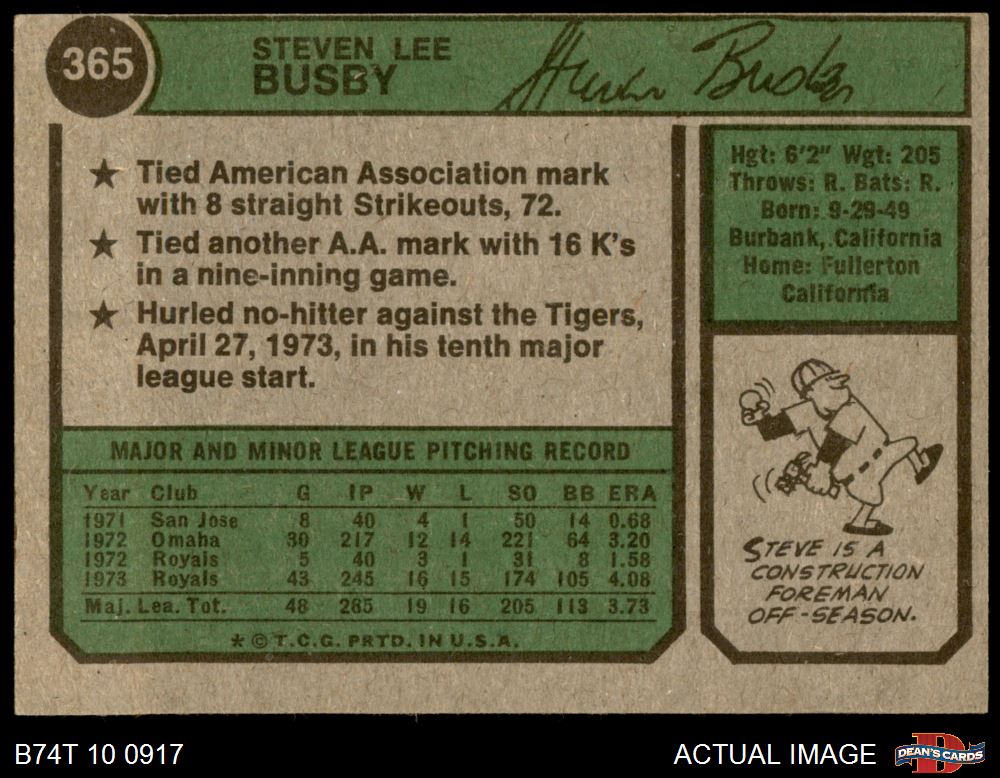 365
STEVEN LEE
BUSBY
Steven Busby
★ Tied American Association mark
with 8 straight Strikeouts, 72.
★ Tied another A.A. mark with 16 K's
in a nine-inning game.
★ Hurled no-hitter against the Tigers,
April 27, 1973, in his tenth major
league start.
Hgt: 6'2" Wgt: 205
Throws: R. Bats: R.
Born: 9-29-49
Burbank, California
Home: Fullerton
California
MAJOR AND MINOR LEAGUE PITCHING RECORD
Year Club G IP W L SO BB ERA
1971 San Jose 8 40 4 1 50 14 0.68
1972 Omaha 30 217 12 14 221 64 3.20
1972 Royals 5 40 3 1 31 8 1.58
1973 Royals 43 245 16 15 174 105 4.08
Maj. Lea. Tot. 48 285 19 16 205 113 3.73
* © T.C.G. PRTD. IN U.S.A.
STEVE IS A
CONSTRUCTION
FOREMAN
OFF-SEASON.
B74T 10 0917
ACTUAL IMAGE
DEAN'S CARDS